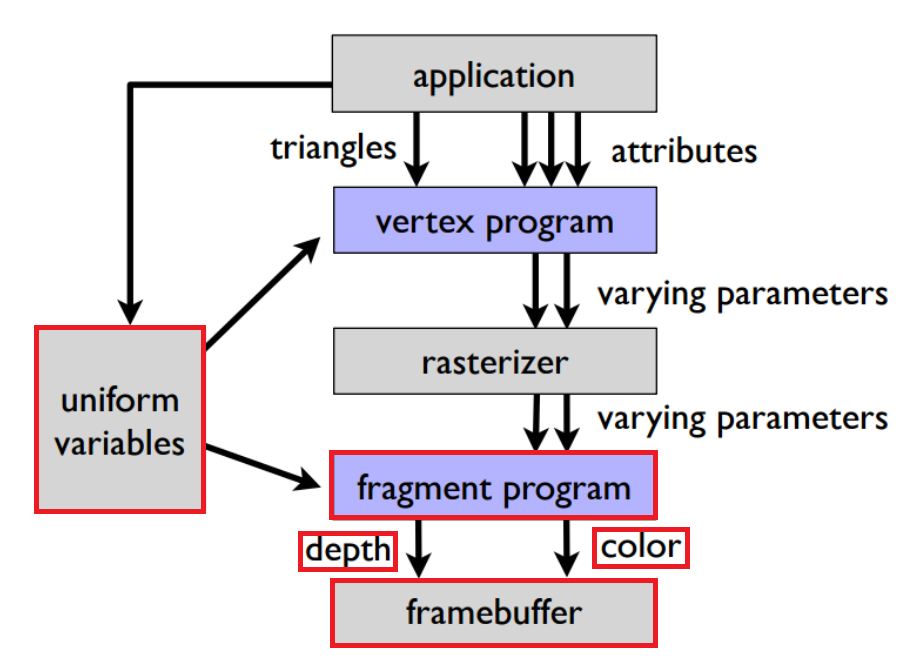 application
triangles
attributes
vertex program
varying parameters
rasterizer
uniform
variables
varying parameters
fragment program
depth
color
framebuffer